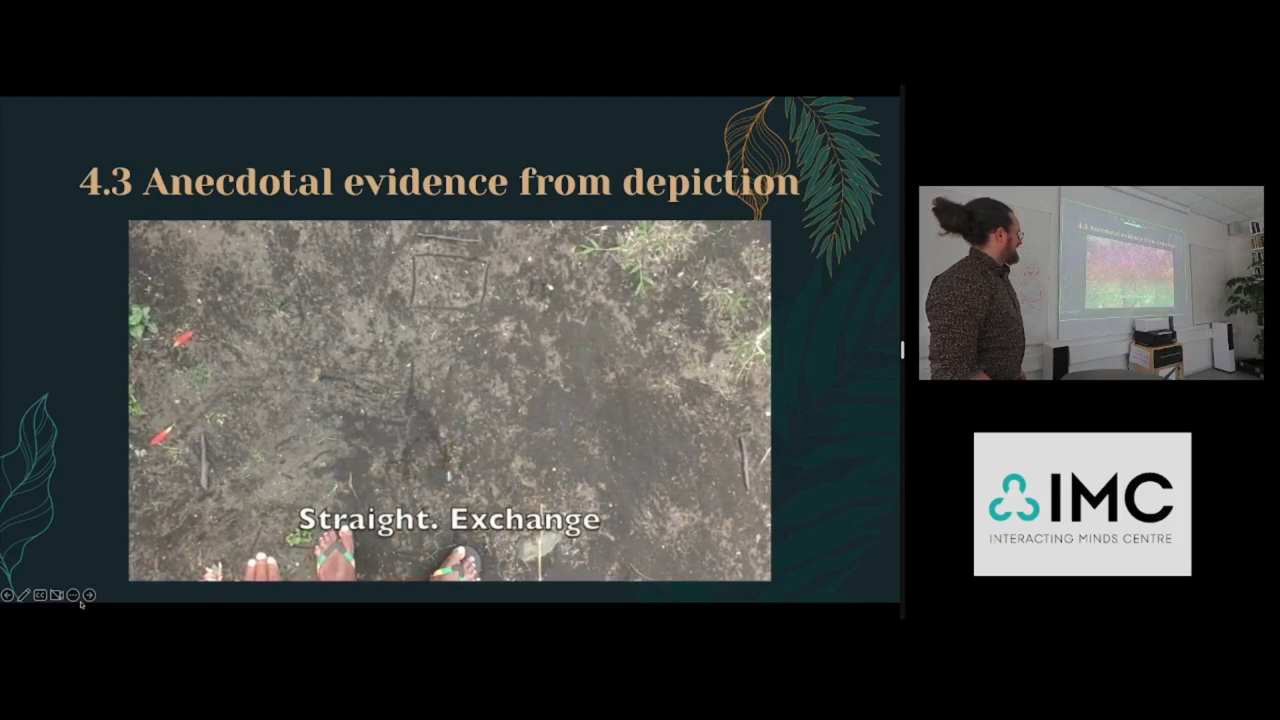 4.3 Anecdotal evidence from depiction
Straight. Exchange
IMC
INTERACTING MINDS CENTRE